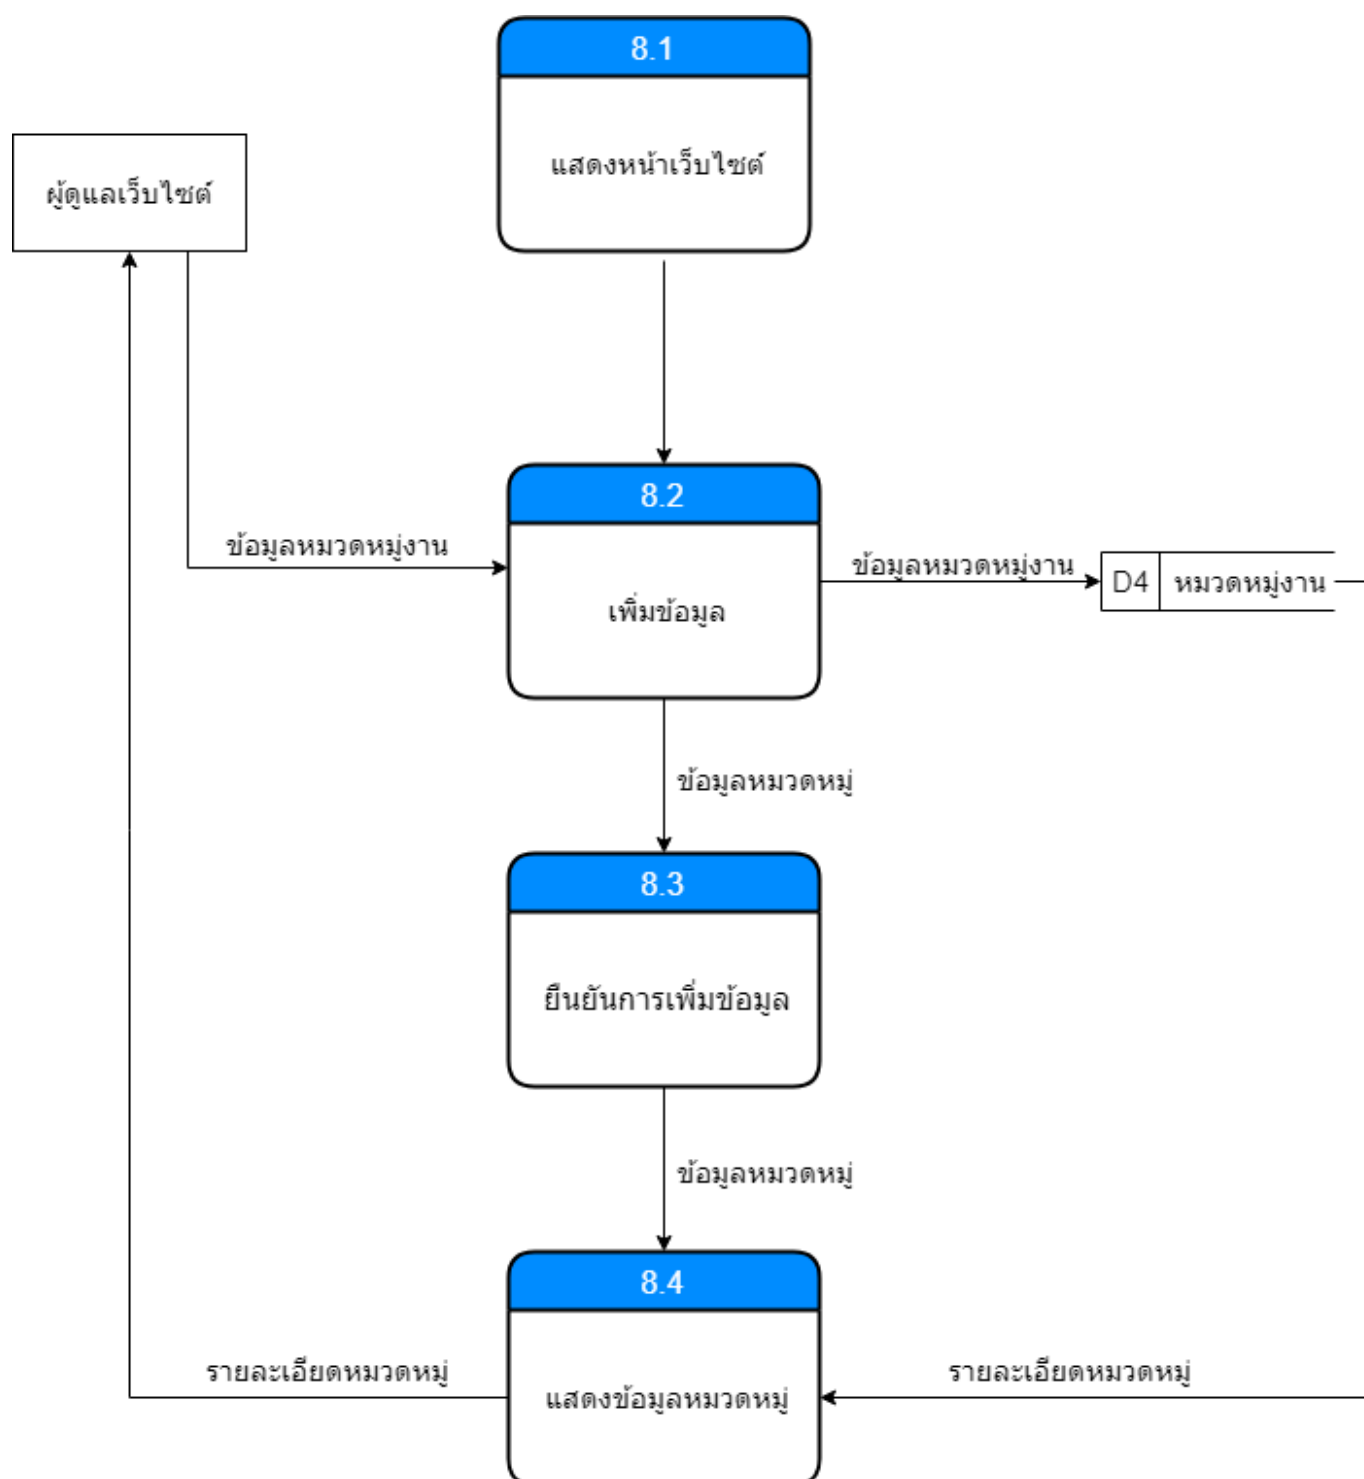 8.1
แสดงหน้าเว็บไซต์
ผู้ดูแลเว็บไซต์
8.2
ข้อมูลหมวดหมู่งาน
ข้อมูลหมวดหมู่งาน
D4 หมวดหมู่งาน
เพิ่มข้อมูล
ข้อมูลหมวดหมู่
8.3
ยืนยันการเพิ่มข้อมูล
ข้อมูลหมวดหมู่
8.4
รายละเอียดหมวดหมู่
รายละเอียดหมวดหมู่
แสดงข้อมูลหมวดหมู่